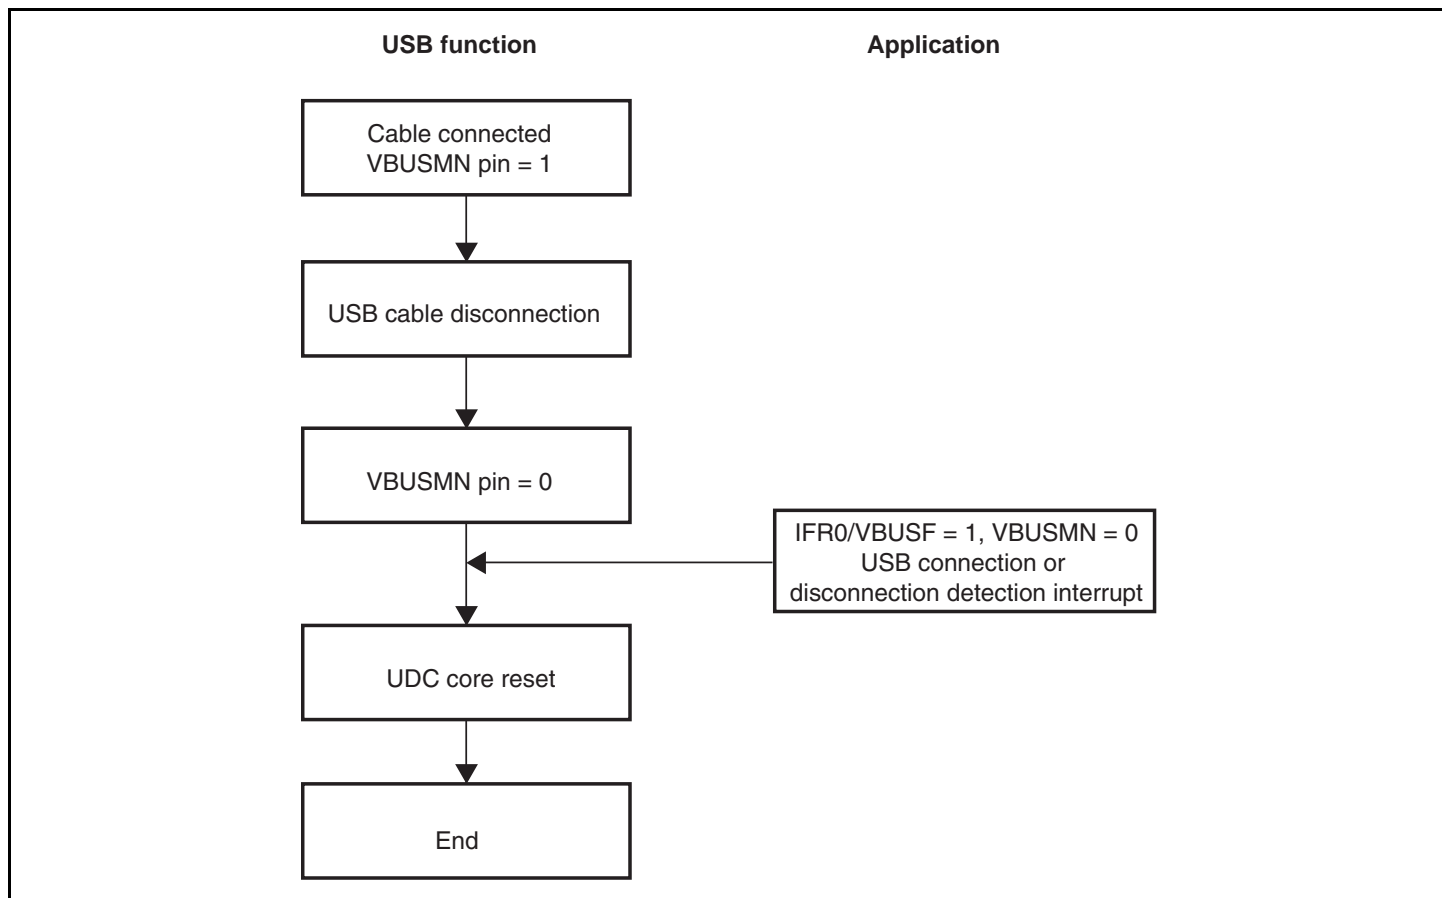 USB function
Application
Cable connected
VBUSMN pin = 1
USB cable disconnection
VBUSMN pin = 0
IFR0/VBUSF = 1, VBUSMN = 0
USB connection or
disconnection detection interrupt
UDC core reset
End